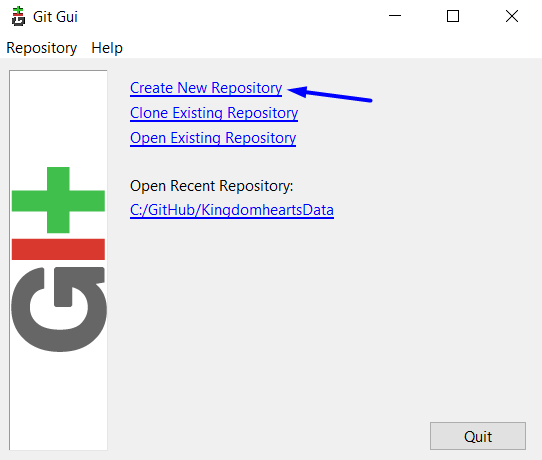 Git Gui
Repository Help
Create New Repository
Clone Existing Repository
Open Existing Repository
Open Recent Repository:
C:/GitHub/KingdomheartsData
GIt
Quit